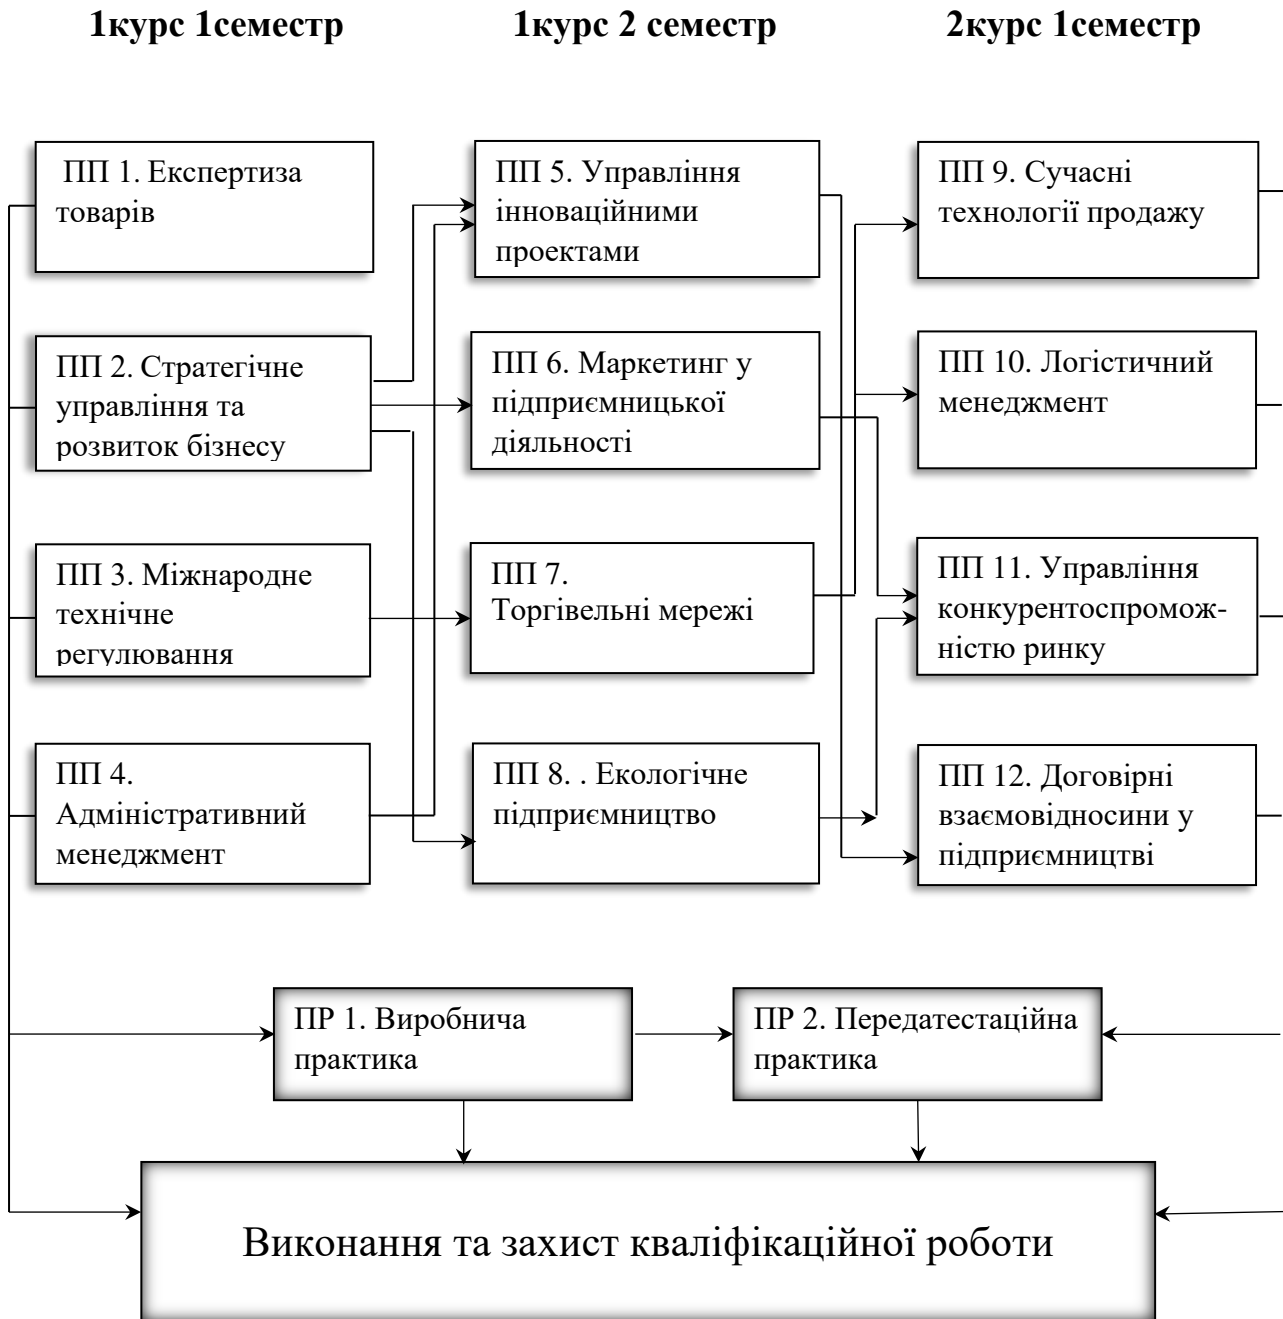 1курс 1семестр
1курс 2 семестр
2курс 1семестр
ПП 1. Експертиза
товарів
ПП 5. Управління
інноваційними
проектами
ПП 9. Сучасні
технології продажу
ПП 2. Стратегічне
управління та
розвиток бізнесу
ПП 6. Маркетинг у
підприємницької
діяльності
ПП 10. Логістичний
менеджмент
ПП 3. Міжнародне
технічне
регулювання
ПП 7.
Торгівельні мережі
ПП 11. Управління
конкурентоспромож-
ністю ринку
ПП 4.
Адміністративний
менеджмент
ПП 8. . Екологічне
підприємництво
ПП 12. Договірні
взаємовідносини у
підприємництві
ПР 1. Виробнича
практика
ПР 2. Передатестаційна
практика
Виконання та захист кваліфікаційної роботи